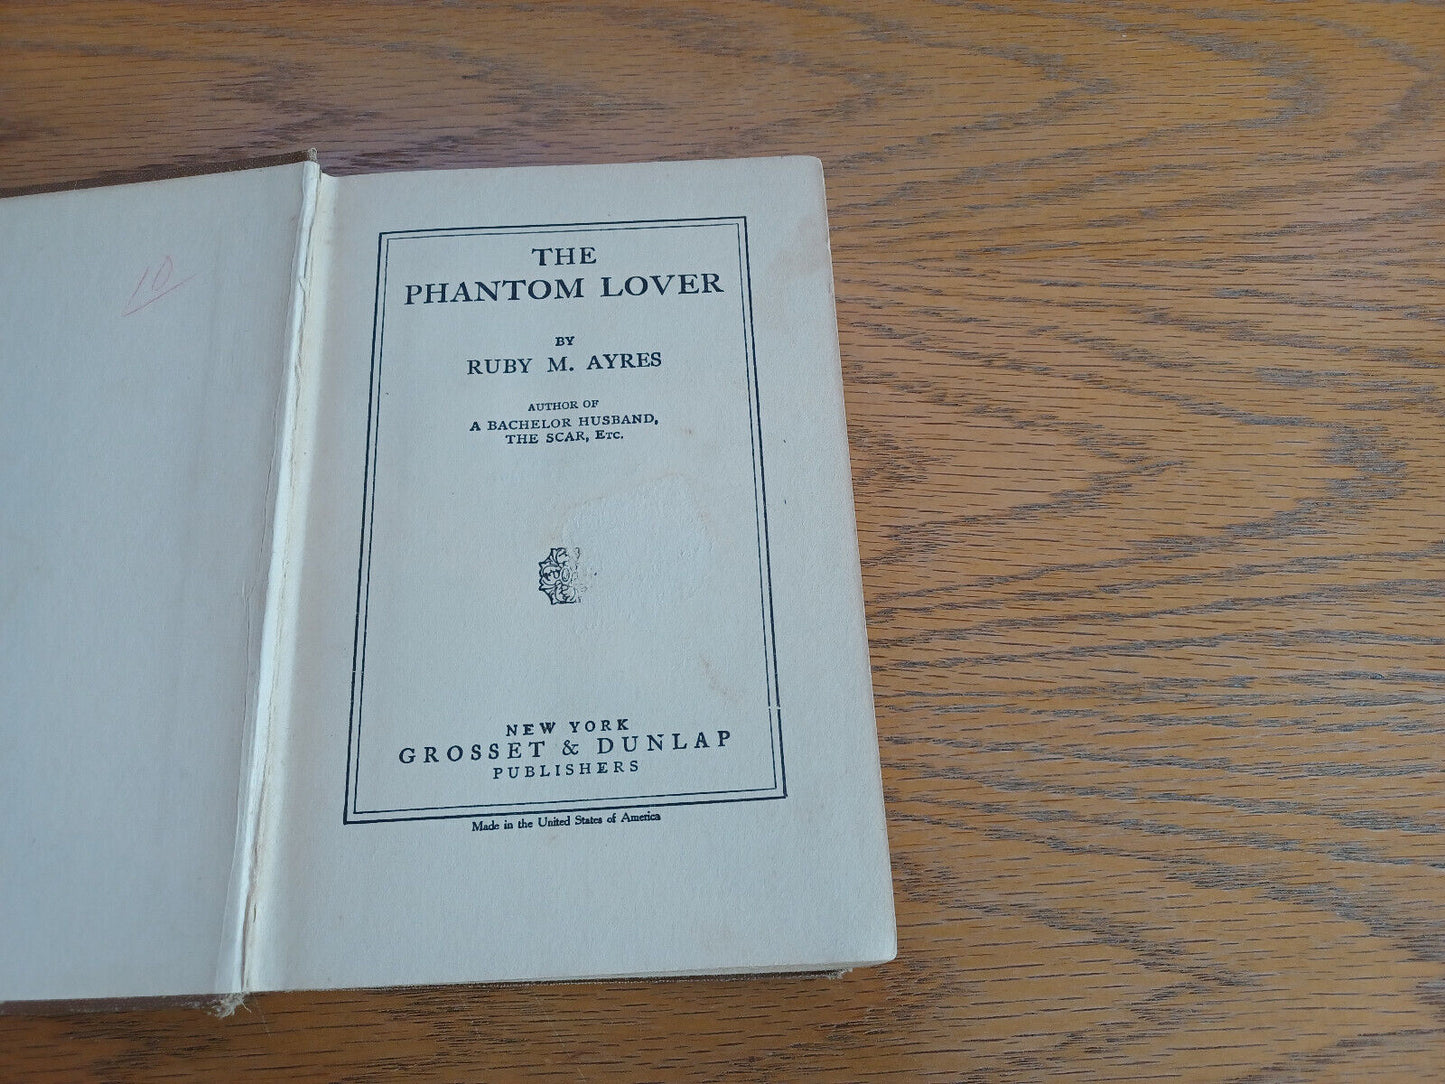 10
THE
PHANTOM LOVER
BY
RUBY M. AYRES
AUTHOR OF
A BACHELOR HUSBAND,
THE SCAR, ETC.
NEW YORK
GROSSET & DUNLAP
PUBLISHERS
Made in the United States of America